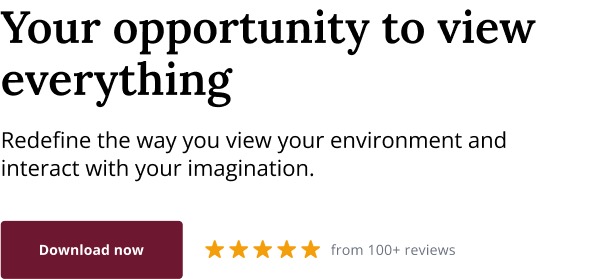 Your opportunity to view
everything
Redefine the way you view your environment and
interact with your imagination.
Download now
from 100+ reviews